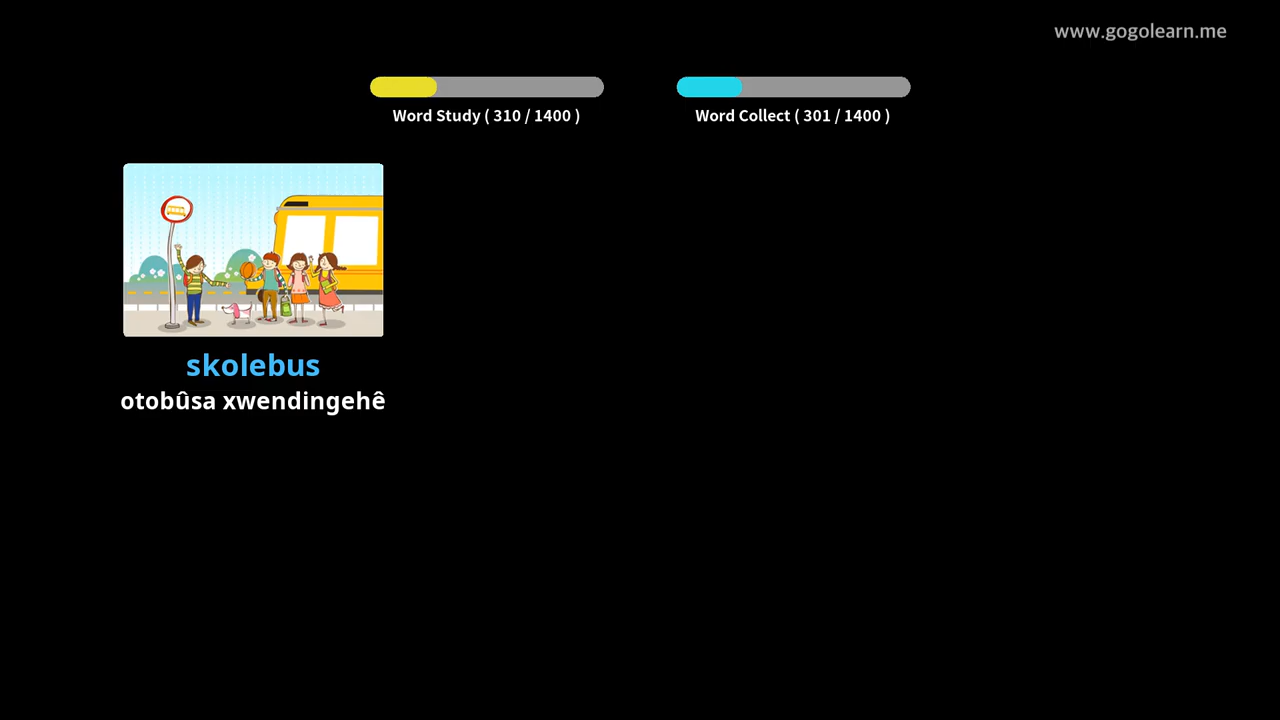 www.gogolearn.me
Word Study ( 310 / 1400 )
Word Collect ( 301 / 1400 )
skolebus
otobûsa xwendingehê